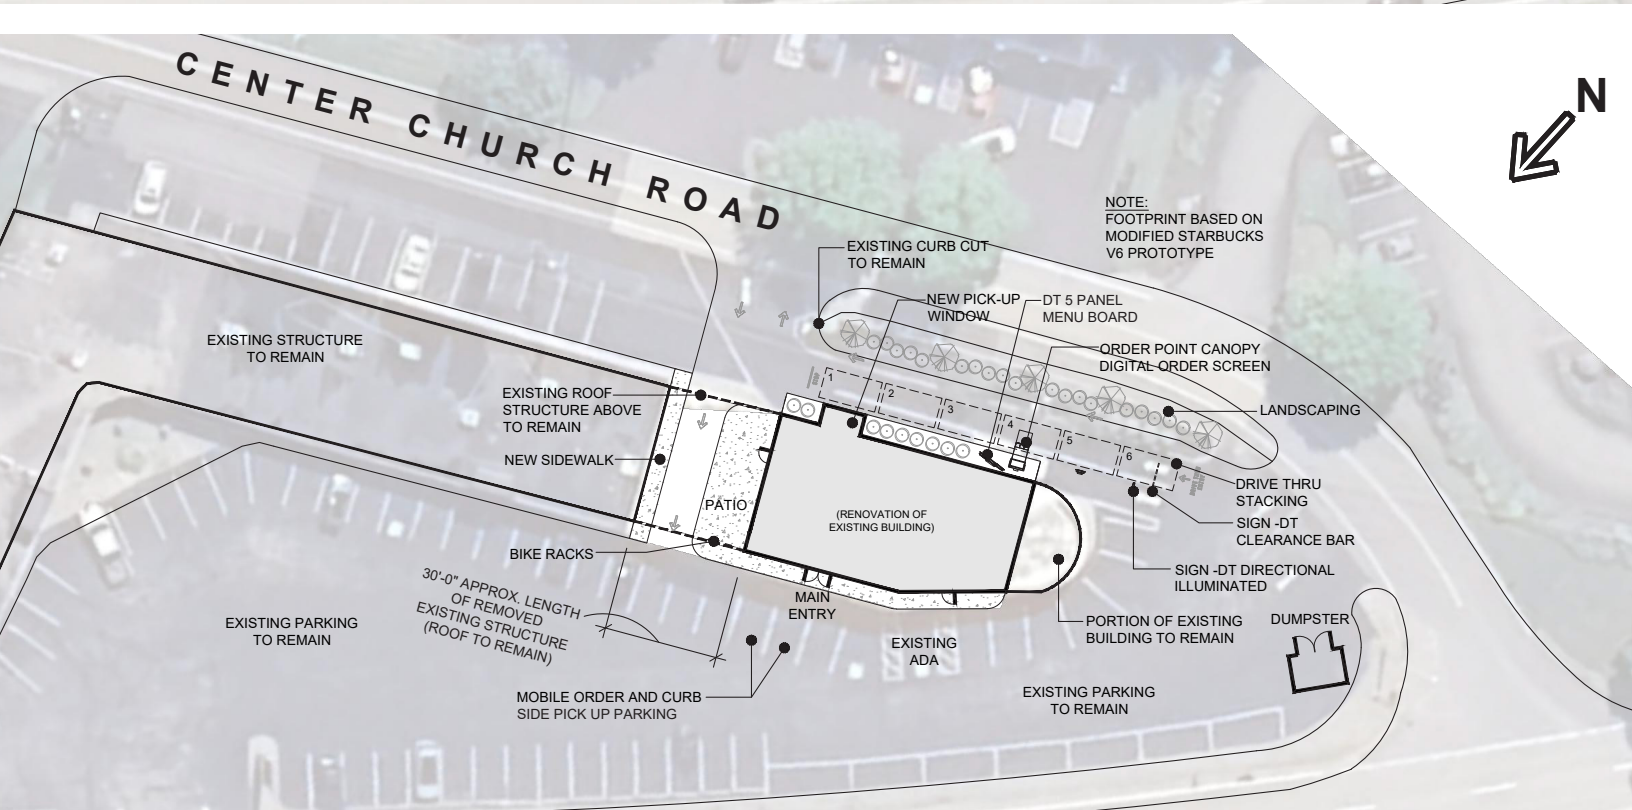 CENTER CHURCH ROAD
N
NOTE:
FOOTPRINT BASED ON
MODIFIED STARBUCKS
V6 PROTOTYPE
EXISTING CURB CUT
TO REMAIN
NEW PICK-UP
WINDOW
DT 5 PANEL
MENU BOARD
ORDER POINT CANOPY
DIGITAL ORDER SCREEN
EXISTING STRUCTURE
TO REMAIN
1
2
3
4
5
6
EXISTING ROOF
STRUCTURE ABOVE
TO REMAIN
LANDSCAPING
NEW SIDEWALK
DRIVE THRU
STACKING
PATIO
(RENOVATION OF
EXISTING BUILDING)
SIGN -DT
CLEARANCE BAR
BIKE RACKS
SIGN -DT DIRECTIONAL
ILLUMINATED
30'-0" APPROX. LENGTH
OF REMOVED
EXISTING STRUCTURE
(ROOF TO REMAIN)
MAIN
ENTRY
EXISTING PARKING
TO REMAIN
PORTION OF EXISTING
BUILDING TO REMAIN
DUMPSTER
EXISTING
ADA
MOBILE ORDER AND CURB
SIDE PICK UP PARKING
EXISTING PARKING
TO REMAIN